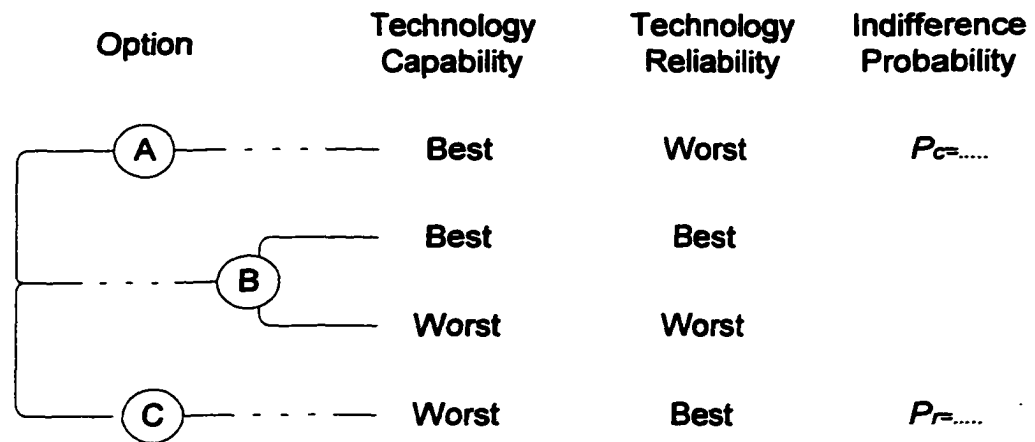 Option
Technology Capability
Technology Reliability
Indifference Probability
A Best Worst Pc=.....
Best Best
B
Worst Worst
C Worst Best Pr=.....